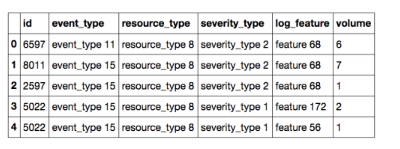 id event_type resource_type severity_type log_feature volume
0 6597 event_type 11 resource_type 8 severity_type 2 feature 68 6
1 8011 event_type 15 resource_type 8 severity_type 2 feature 68 7
2 2597 event_type 15 resource_type 8 severity_type 2 feature 68 1
3 5022 event_type 15 resource_type 8 severity_type 1 feature 172 2
4 5022 event_type 15 resource_type 8 severity_type 1 feature 56 1